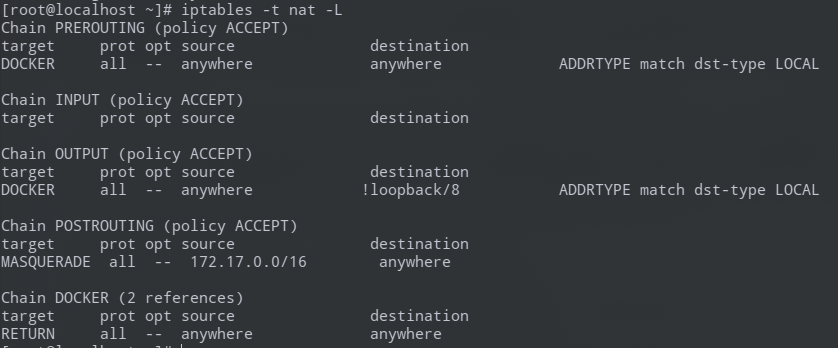 [root@localhost ~]# iptables -t nat -L
Chain PREROUTING (policy ACCEPT)
target     prot opt source               destination
DOCKER     all  --  anywhere             anywhere             ADDRTYPE match dst-type LOCAL

Chain INPUT (policy ACCEPT)
target     prot opt source               destination

Chain OUTPUT (policy ACCEPT)
target     prot opt source               destination
DOCKER     all  --  anywhere            !loopback/8           ADDRTYPE match dst-type LOCAL

Chain POSTROUTING (policy ACCEPT)
target     prot opt source               destination
MASQUERADE  all  --  172.17.0.0/16        anywhere

Chain DOCKER (2 references)
target     prot opt source               destination
RETURN     all  --  anywhere             anywhere